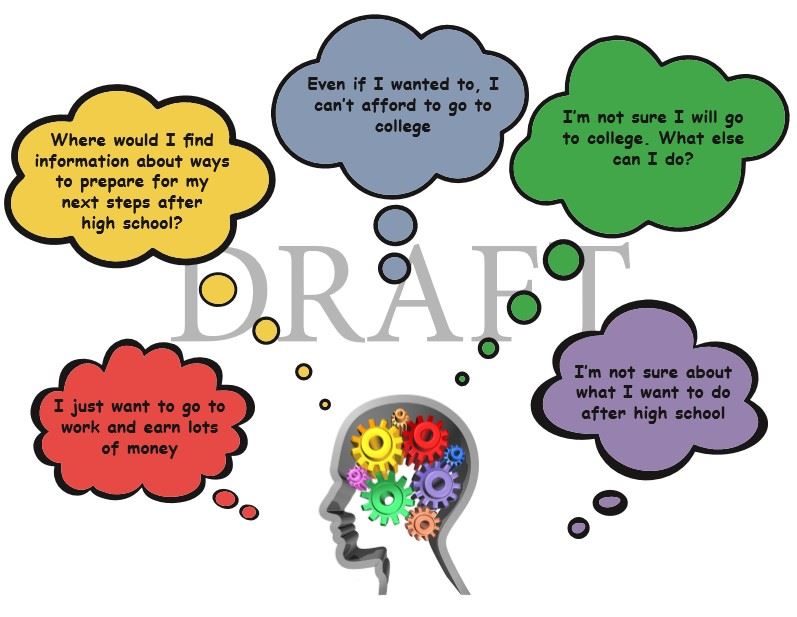 Even if I wanted to, I
can't afford to go to
college
I'm not sure I will go
to college. What else
can I do?
Where would I find
information about ways
to prepare for my
next steps after
high school?
DRAFT
I'm not sure about
what I want to do
after high school
I just want to go to
work and earn lots
of money